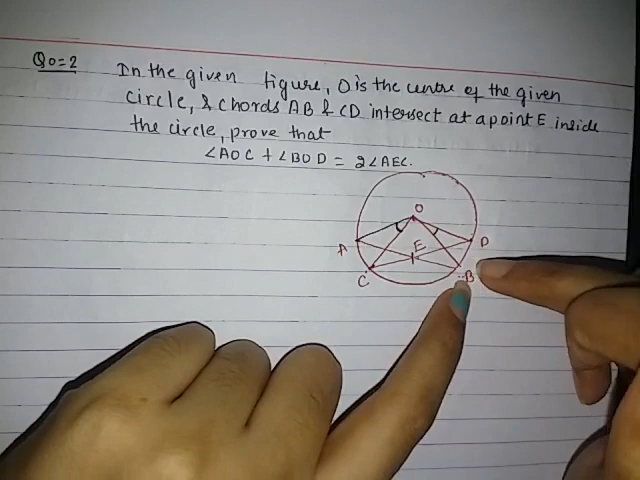 Qo=2 In the given figure, O is the centre of the given
circle, & chords AB & CD intersect at a point E inside
the circle, prove that
∠AOC + ∠BOD = 2∠AEC.
O
A E D
C B